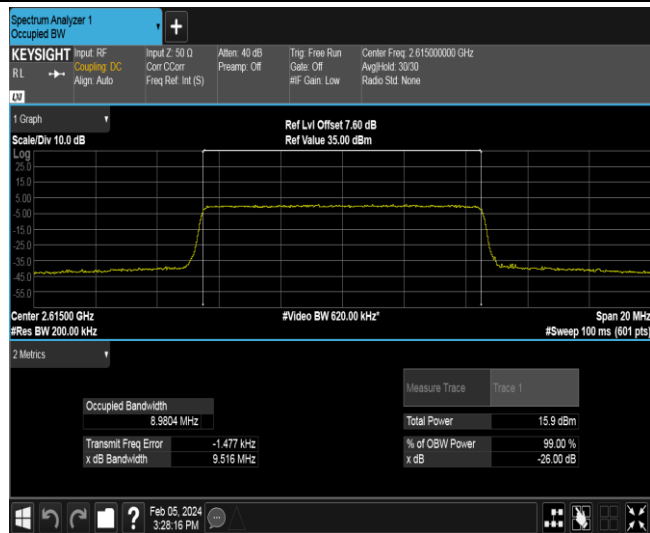 Spectrum Analyzer 1
Occupied BW
+
KEYSIGHT Input: RF Input Z: 50 Ω Atten: 40 dB Trig: Free Run Center Freq: 2.615000000 GHz
RL Coupling: DC Corr CCorr Preamp: Off Gate: Off Avg|Hold: 30/30
Align: Auto Freq Ref: Int (S) #IF Gain: Low Radio Std: None
LXI
1 Graph Ref Lvl Offset 7.60 dB
Scale/Div 10.0 dB Ref Value 35.00 dBm
Log
25.0
15.0
5.00
-5.00
-15.0
-25.0
-35.0
-45.0
-55.0
Center 2.61500 GHz #Video BW 620.00 kHz* Span 20 MHz
#Res BW 200.00 kHz #Sweep 100 ms (601 pts)
2 Metrics
Measure Trace Trace 1
Occupied Bandwidth
8.9804 MHz Total Power 15.9 dBm
Transmit Freq Error -1.477 kHz % of OBW Power 99.00 %
x dB Bandwidth 9.516 MHz x dB -26.00 dB
? Feb 05, 2024
3:28:16 PM